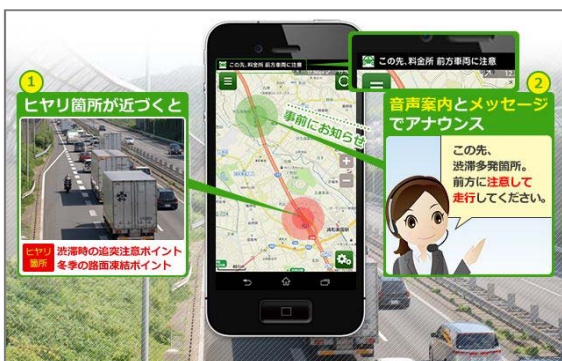 この先、料金所 前方車両に注意
この先、料金所 前方車両に注意
1
ヒヤリ箇所が近づくと
事前にお知らせ
ヒヤリ
箇所
渋滞時の追突注意ポイント
冬季の路面凍結ポイント
2
音声案内とメッセージ
でアナウンス
この先、
渋滞多発箇所。
前方に注意して
走行してください。